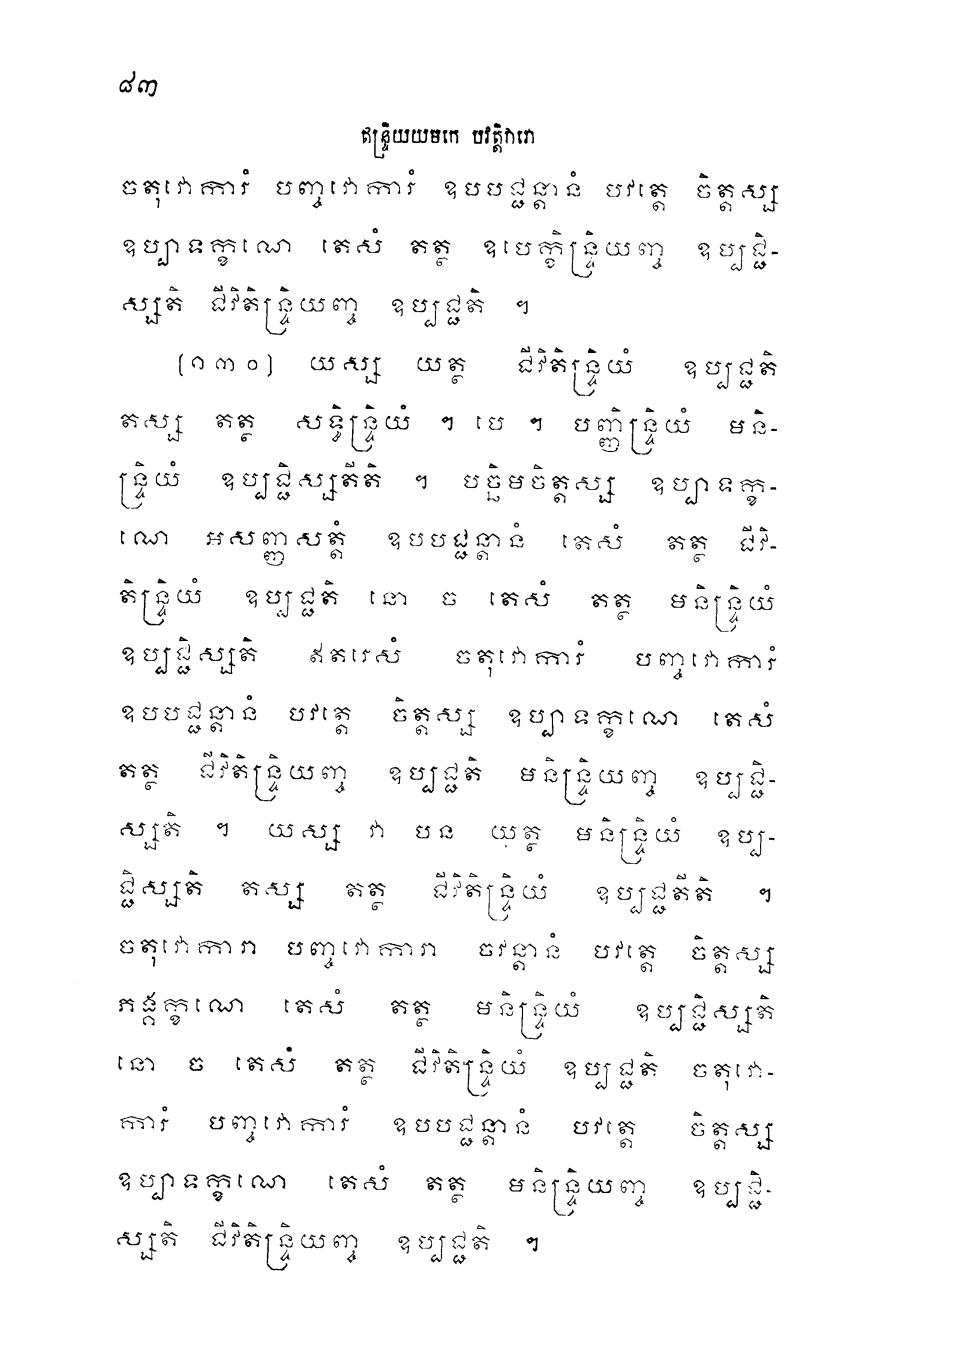 ៨៣
ឥន្ទ្រិយយមកេ បវត្តិវារោ
ចតុវោការំ បញ្ចវោការំ ឧបបជ្ជន្តានំ បវត្តេ ចិត្តស្ស
ឧប្បាទក្ខណេ តេសំ តត្ថ ឧបេក្ខិន្ទ្រិយញ្ច ឧប្បជ្ជិ-
ស្សតិ ជីវិតិន្ទ្រិយញ្ច ឧប្បជ្ជតិ ។
(១៣០) យស្ស យត្ថ ជីវិតិន្ទ្រិយំ ឧប្បជ្ជតិ
តស្ស តត្ថ សទ្ធិន្ទ្រិយំ ។ បេ ។ បញ្ញិន្ទ្រិយំ មនិ-
ន្ទ្រិយំ ឧប្បជ្ជិស្សតីតិ ។ បច្ឆិមចិត្តស្ស ឧប្បាទក្ខ-
ណេ អសញ្ញសត្តំ ឧបបជ្ជន្តានំ តេសំ តត្ថ ជីវិ-
តិន្ទ្រិយំ ឧប្បជ្ជតិ នោ ច តេសំ តត្ថ មនិន្ទ្រិយំ
ឧប្បជ្ជិស្សតិ ឥតរេសំ ចតុវោការំ បញ្ចវោការំ
ឧបបជ្ជន្តានំ បវត្តេ ចិត្តស្ស ឧប្បាទក្ខណេ តេសំ
តត្ថ ជីវិតិន្ទ្រិយញ្ច ឧប្បជ្ជតិ មនិន្ទ្រិយញ្ច ឧប្បជ្ជិ-
ស្សតិ ។ យស្ស វា បន យត្ថ មនិន្ទ្រិយំ ឧប្ប-
ជ្ជិស្សតិ តស្ស តត្ថ ជីវិតិន្ទ្រិយំ ឧប្បជ្ជតីតិ ។
ចតុវោការា បញ្ចវោការា ចវន្តានំ បវត្តេ ចិត្តស្ស
ភង្គក្ខណេ តេសំ តត្ថ មនិន្ទ្រិយំ ឧប្បជ្ជិស្សតិ
នោ ច តេសំ តត្ថ ជីវិតិន្ទ្រិយំ ឧប្បជ្ជតិ ចតុវោ-
ការំ បញ្ចវោការំ ឧបបជ្ជន្តានំ បវត្តេ ចិត្តស្ស
ឧប្បាទក្ខណេ តេសំ តត្ថ មនិន្ទ្រិយញ្ច ឧប្បជ្ជិ-
ស្សតិ ជីវិតិន្ទ្រិយញ្ច ឧប្បជ្ជតិ ។